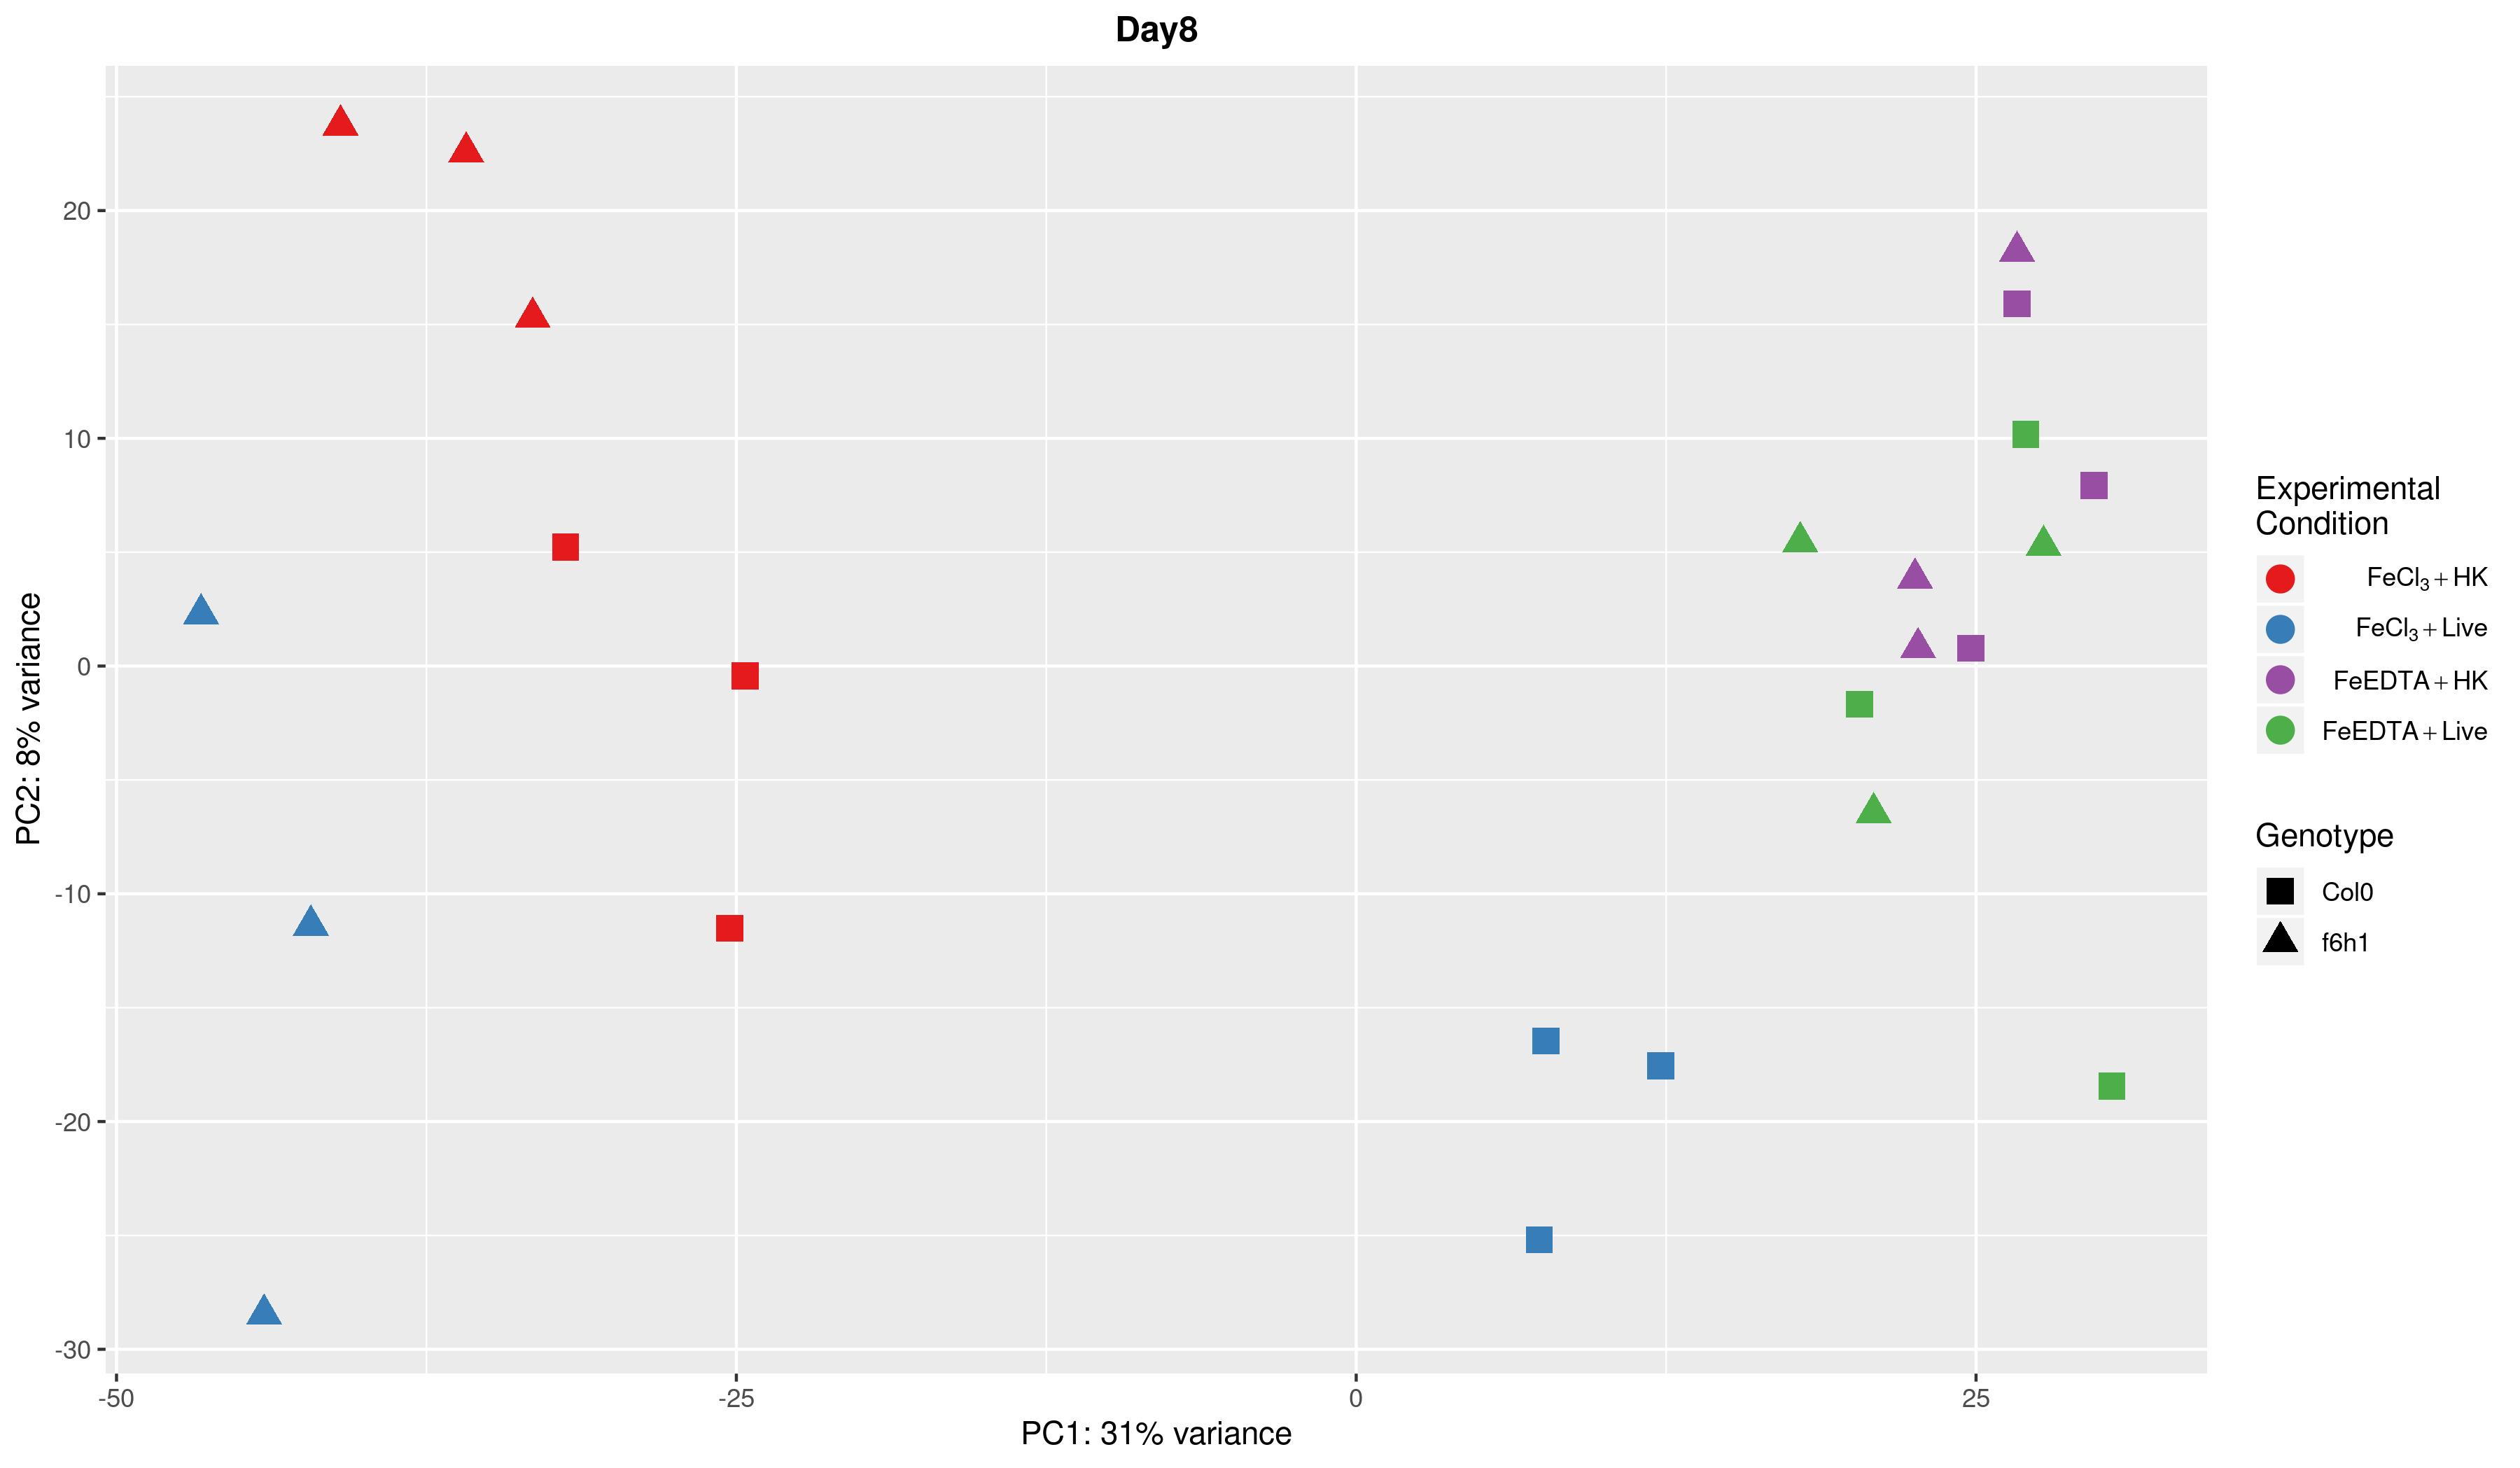 Day8
PC2: 8% variance
20
10
0
-10
-20
-30
-50
-25
0
25
PC1: 31% variance
Experimental
Condition
FeCl₃+HK
FeCl₃+Live
FeEDTA+HK
FeEDTA+Live
Genotype
Col0
f6h1